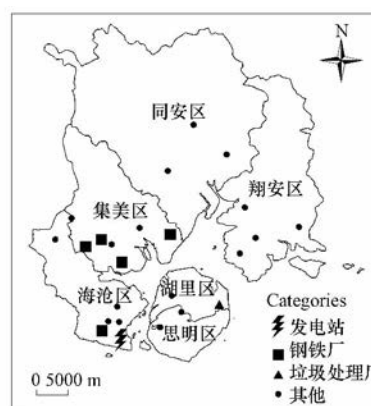 N
同安区
翔安区
集美区
湖里区
海沧区
思明区
Categories
发电站
钢铁厂
垃圾处理厂
其他
0 5000 m